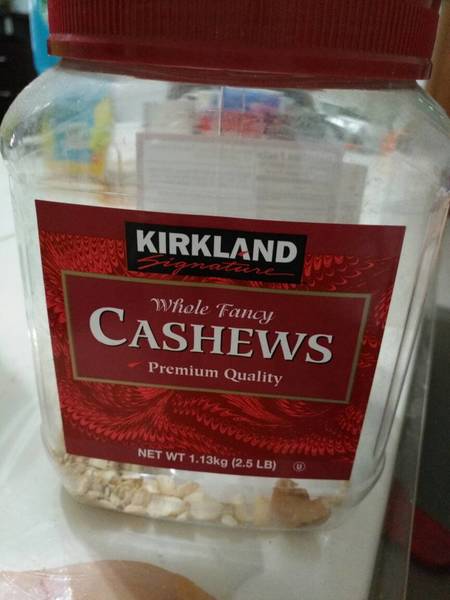 KIRKLAND
Signature
Whole Fancy
CASHEWS
Premium Quality
NET WT 1.13kg (2.5 LB)
U